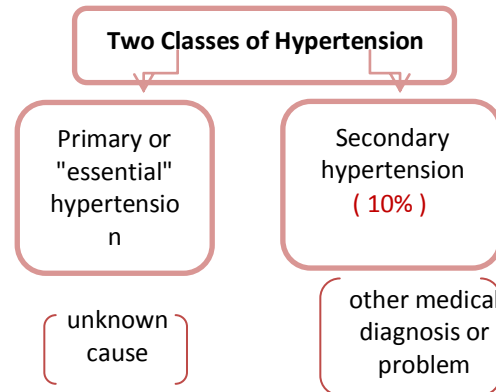 Two Classes of Hypertension
Primary or
"essential"
hypertensio
n
Secondary
hypertension
( 10% )
unknown
cause
other medical
diagnosis or
problem